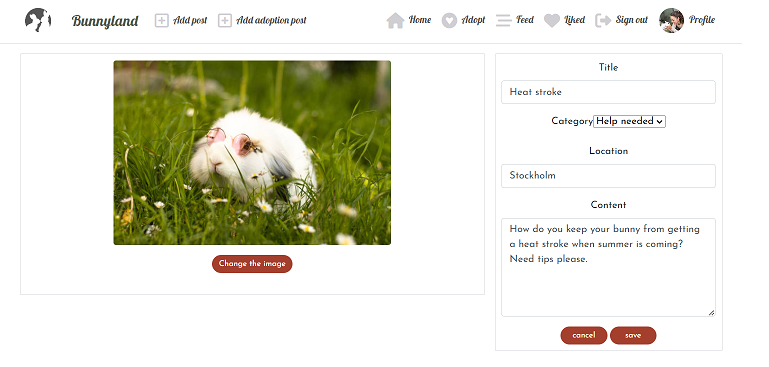 Bunnyland Add post Add adoption post Home Adopt Feed Liked Sign out Profile
Change the image
Title
Heat stroke
Category Help needed
Location
Stockholm
Content
How do you keep your bunny from getting
a heat stroke when summer is coming?
Need tips please.
cancel save